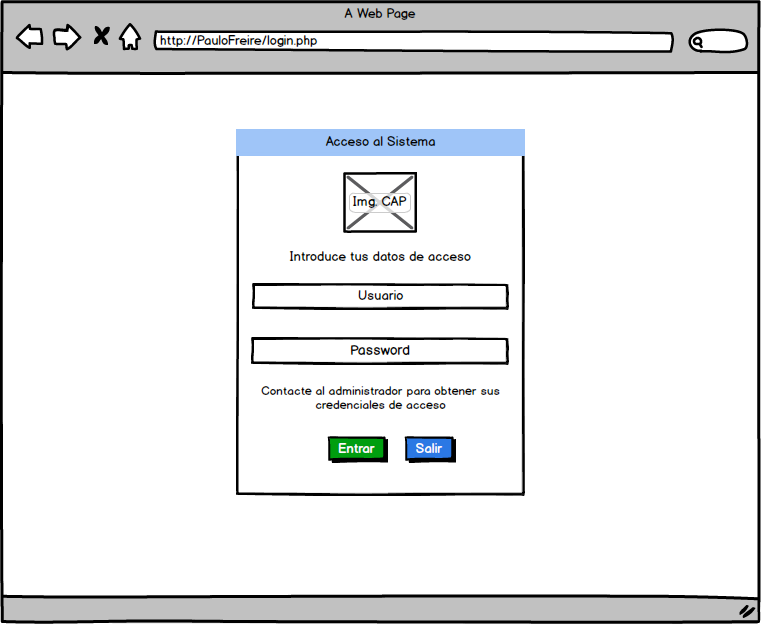 A Web Page
http://PauloFreire/login.php
Acceso al Sistema
Img. CAP
Introduce tus datos de acceso
Usuario
Password
Contacte al administrador para obtener sus
credenciales de acceso
Entrar Salir